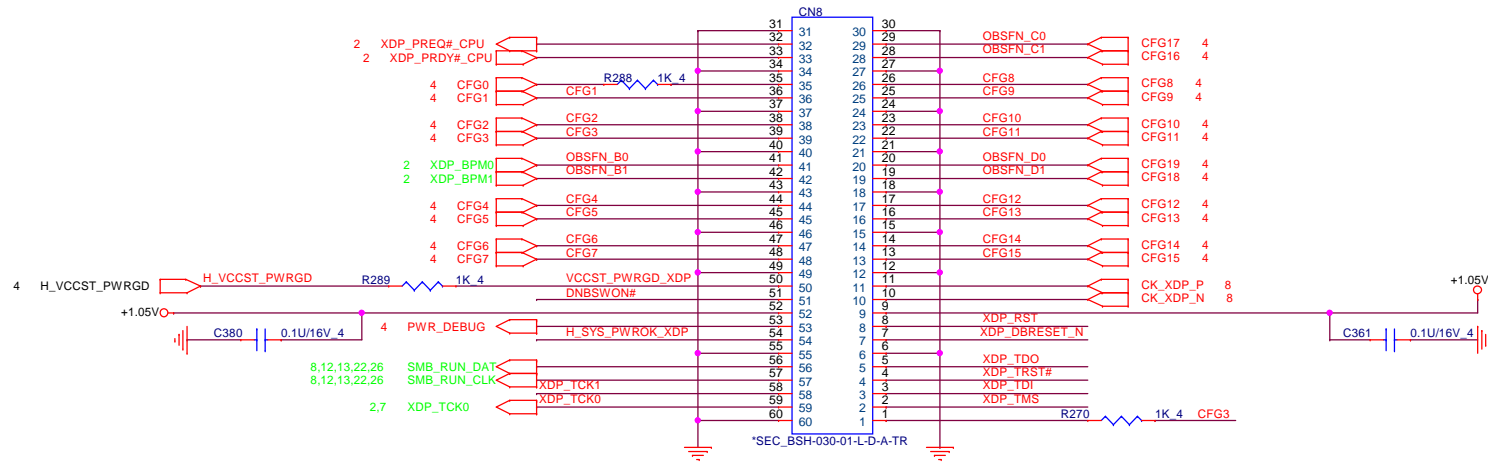 CN8
31 31 30 30
2 XDP_PREQ#_CPU 32 32 29 29 OBSFN_C0 CFG17 4
2 XDP_PRDY#_CPU 33 33 28 28 OBSFN_C1 CFG16 4
34 34 27 27
4 CFG0 R288 1K_4 35 35 26 26 CFG8 CFG8 4
4 CFG1 CFG1 36 36 25 25 CFG9 CFG9 4
37 37 24 24
4 CFG2 CFG2 38 38 23 23 CFG10 CFG10 4
4 CFG3 CFG3 39 39 22 22 CFG11 CFG11 4
40 40 21 21
2 XDP_BPM0 OBSFN_B0 41 41 20 20 OBSFN_D0 CFG19 4
2 XDP_BPM1 OBSFN_B1 42 42 19 19 OBSFN_D1 CFG18 4
43 43 18 18
4 CFG4 CFG4 44 44 17 17 CFG12 CFG12 4
4 CFG5 CFG5 45 45 16 16 CFG13 CFG13 4
46 46 15 15
4 CFG6 CFG6 47 47 14 14 CFG14 CFG14 4
4 CFG7 CFG7 48 48 13 13 CFG15 CFG15 4
49 49 12 12
4 H_VCCST_PWRGD H_VCCST_PWRGD R289 1K_4 VCCST_PWRGD_XDP 50 50 11 11 CK_XDP_P 8
DNBSWON# 51 51 10 10 CK_XDP_N 8
+1.05V 52 52 9 9 +1.05V
4 PWR_DEBUG 53 53 8 8 XDP_RST
C380 0.1U/16V_4 H_SYS_PWROK_XDP 54 54 7 7 XDP_DBRESET_N C361 0.1U/16V_4
55 55 6 6
8,12,13,22,26 SMB_RUN_DAT 56 56 5 5 XDP_TDO
8,12,13,22,26 SMB_RUN_CLK 57 57 4 4 XDP_TRST#
XDP_TCK1 58 58 3 3 XDP_TDI
2,7 XDP_TCK0 XDP_TCK0 59 59 2 2 XDP_TMS
60 60 1 1 R270 1K_4 CFG3
*SEC_BSH-030-01-L-D-A-TR